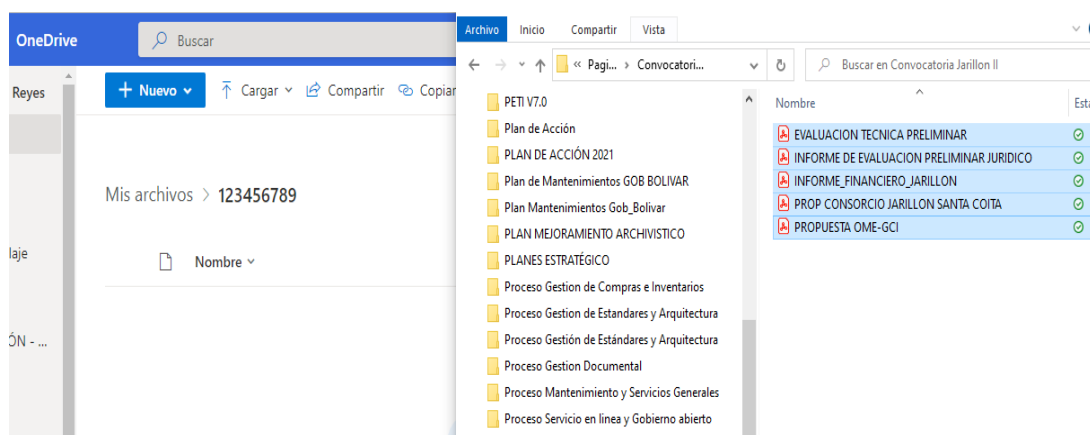 OneDrive
Buscar
Reyes
+ Nuevo
Cargar
Compartir
Copiar
Mis archivos > 123456789
Nombre
laje
ÓN - ...
Archivo
Inicio
Compartir
Vista
« Pagi... > Convocatori...
Buscar en Convocatoria Jarillon II
PETI V7.0
Plan de Acción
PLAN DE ACCIÓN 2021
Plan de Mantenimientos GOB BOLIVAR
Plan Mantenimientos Gob_Bolivar
PLAN MEJORAMIENTO ARCHIVISTICO
PLANES ESTRATÉGICO
Proceso Gestion de Compras e Inventarios
Proceso Gestion de Estandares y Arquitectura
Proceso Gestión de Estándares y Arquitectura
Proceso Gestion Documental
Proceso Mantenimiento y Servicios Generales
Proceso Servicio en linea y Gobierno abierto
Nombre
Esta
EVALUACION TECNICA PRELIMINAR
INFORME DE EVALUACION PRELIMINAR JURIDICO
INFORME_FINANCIERO_JARILLON
PROP CONSORCIO JARILLON SANTA COITA
PROPUESTA OME-GCI